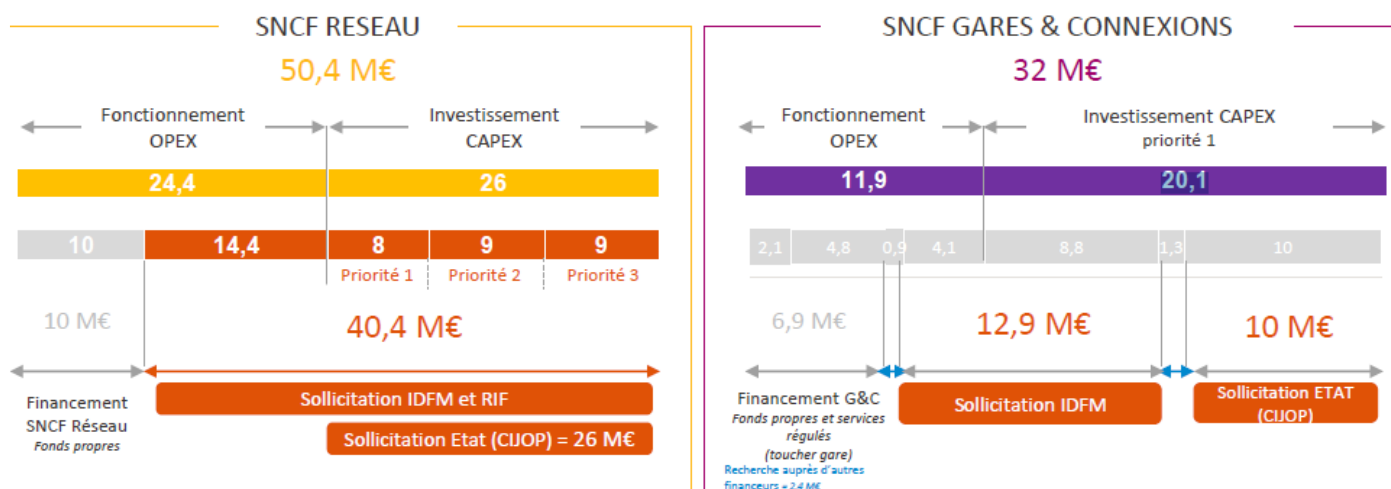 SNCF RESEAU
50,4 M€
Fonctionnement
OPEX
Investissement
CAPEX
24,4
26
10
14,4
8
9
9
Priorité 1
Priorité 2
Priorité 3
10 M€
40,4 M€
Financement
SNCF Réseau
Fonds propres
Sollicitation IDFM et RIF
Sollicitation Etat (CIJOP) = 26 M€
SNCF GARES & CONNEXIONS
32 M€
Fonctionnement
OPEX
Investissement CAPEX
priorité 1
11,9
20,1
2,1
4,8
0,9
4,1
8,8
1,3
10
6,9 M€
12,9 M€
10 M€
Financement G&C
Fonds propres et services
régulés
(toucher gare)
Recherche auprès d'autres
financeurs = 2,4 M€
Sollicitation IDFM
Sollicitation ETAT
(CIJOP)